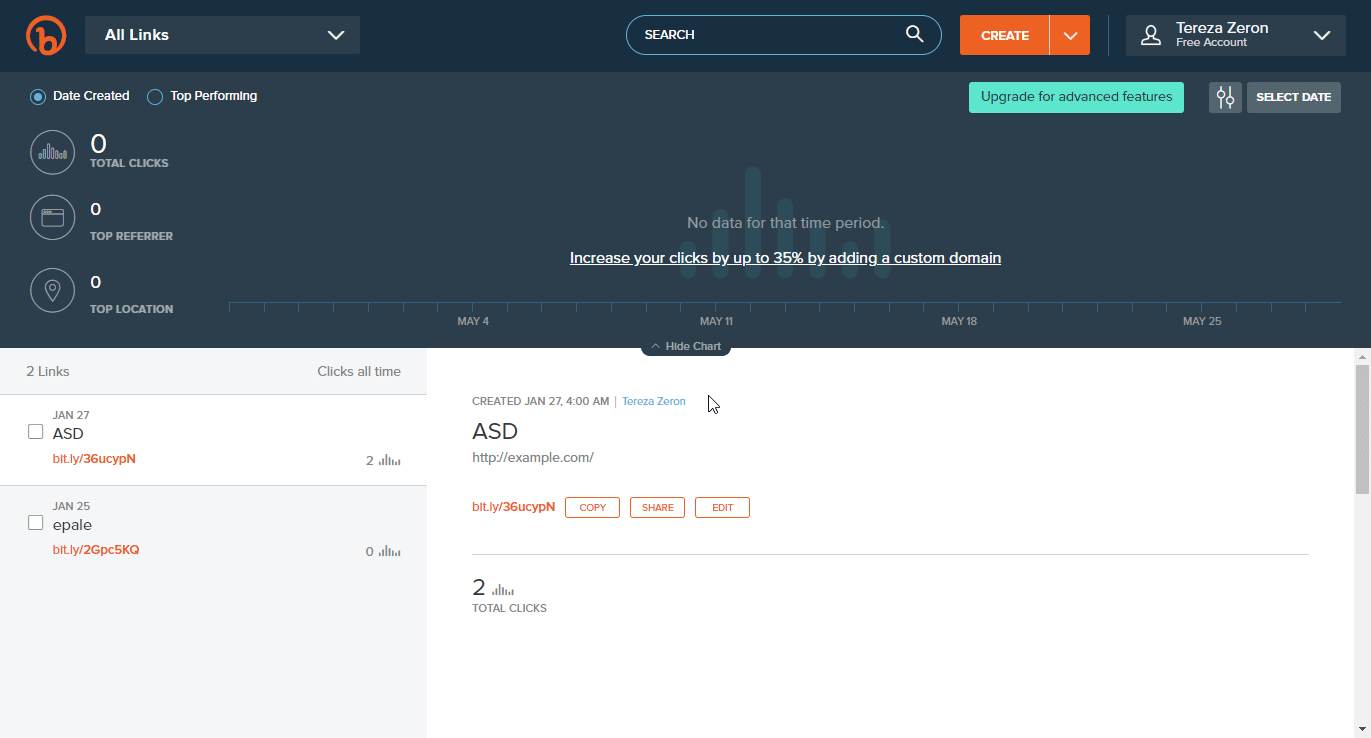 All Links
SEARCH
CREATE
Tereza Zeron
Free Account
Date Created
Top Performing
Upgrade for advanced features
SELECT DATE
0
TOTAL CLICKS
0
TOP REFERRER
0
TOP LOCATION
No data for that time period.
Increase your clicks by up to 35% by adding a custom domain
MAY 4 MAY 11 MAY 18 MAY 25
Hide Chart
2 Links Clicks all time
JAN 27
ASD
bit.ly/36ucypN 2
JAN 25
epale
bit.ly/2Gpc5KQ 0
CREATED JAN 27, 4:00 AM | Tereza Zeron
ASD
http://example.com/
bit.ly/36ucypN COPY SHARE EDIT
2
TOTAL CLICKS